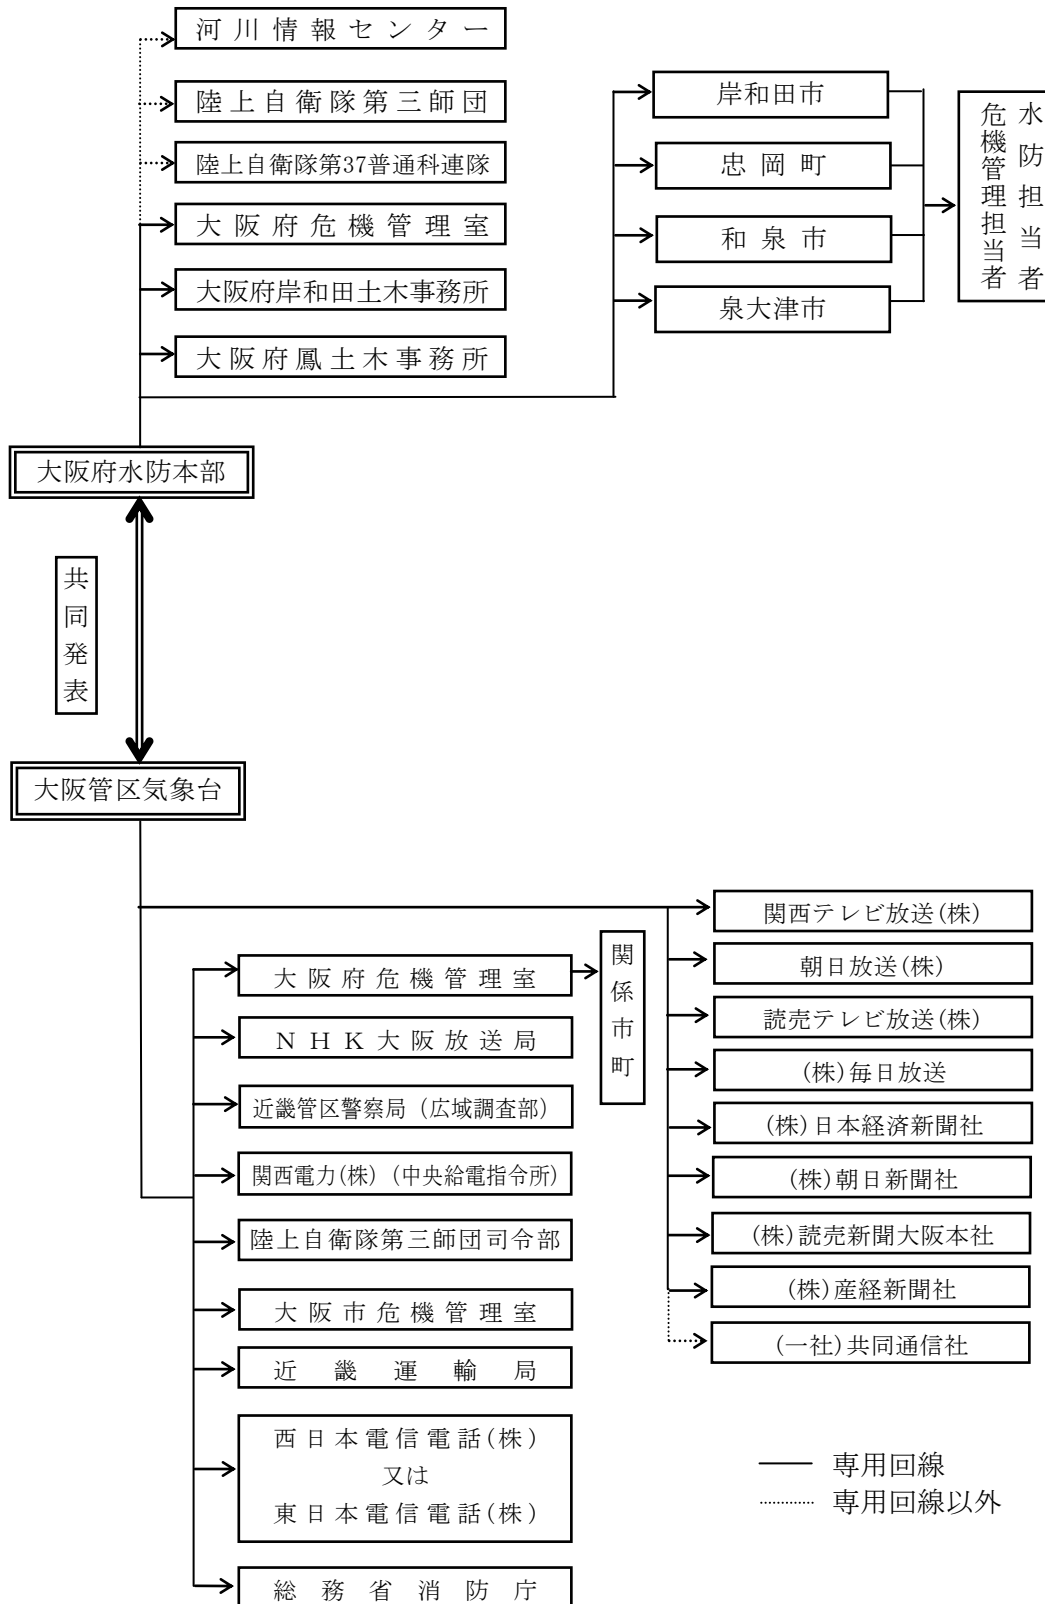 河川情報センター
陸上自衛隊第三師団
陸上自衛隊第37普通科連隊
大阪府危機管理室
大阪府岸和田土木事務所
大阪府鳳土木事務所
岸和田市
忠岡町
和泉市
泉大津市
水防担当者
危機管理担当者
大阪府水防本部
共同発表
大阪管区気象台
大阪府危機管理室
NHK大阪放送局
近畿管区警察局（広域調査部）
関西電力(株)（中央給電指令所）
陸上自衛隊第三師団司令部
大阪市危機管理室
近畿運輸局
西日本電信電話(株)
又は
東日本電信電話(株)
総務省消防庁
関係市町
関西テレビ放送(株)
朝日放送(株)
読売テレビ放送(株)
(株)毎日放送
(株)日本経済新聞社
(株)朝日新聞社
(株)読売新聞大阪本社
(株)産経新聞社
(一社)共同通信社
専用回線
専用回線以外